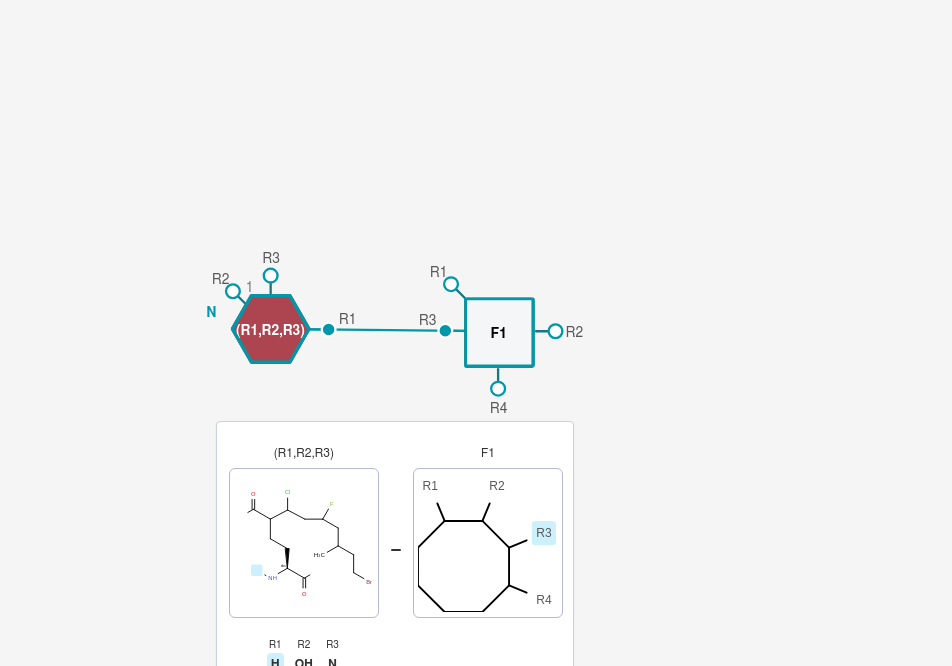 R3
R2 1 R1
N (R1,R2,R3) R1 R3 F1 R2
R4
(R1,R2,R3) F1
R1 R2
Cl
O F
R3
H₃C
NH Br
O
R4
R1 R2 R3
H OH N